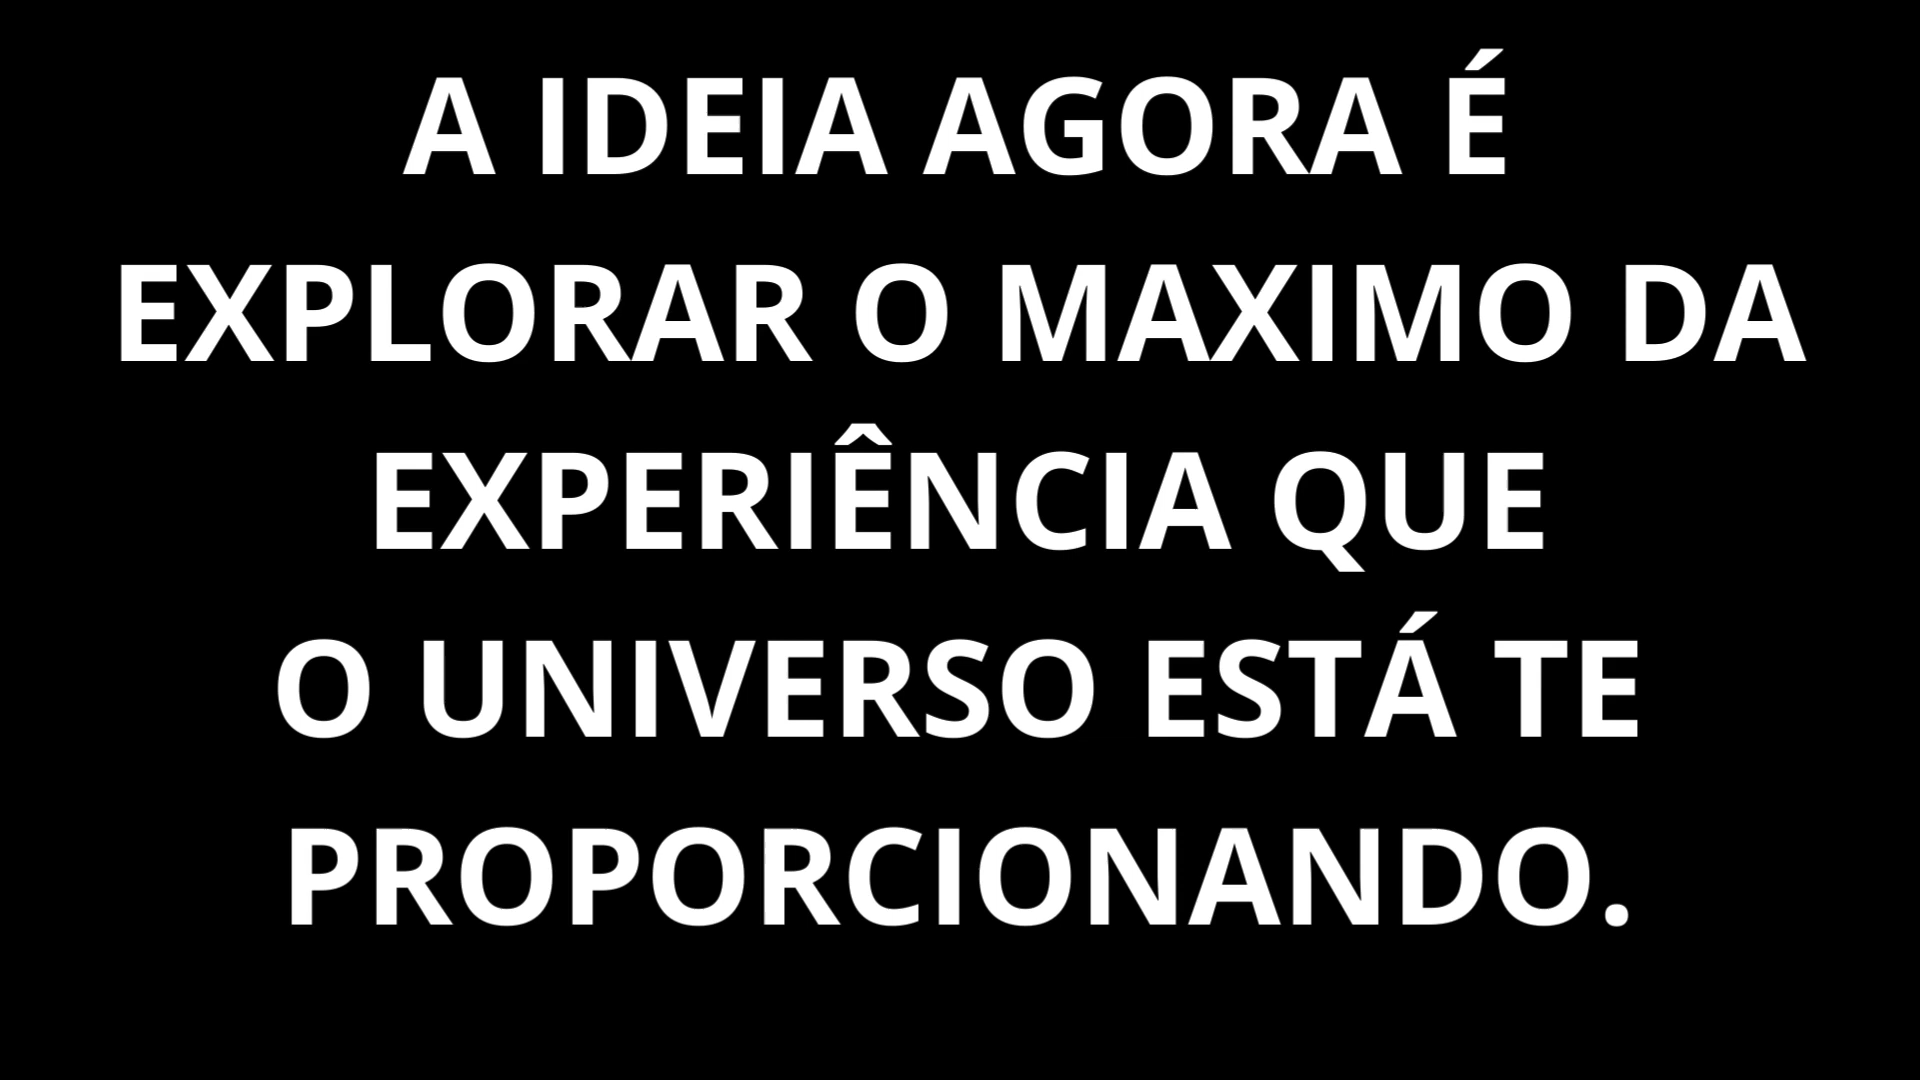 A IDEIA AGORA É
EXPLORAR O MAXIMO DA
EXPERIÊNCIA QUE
O UNIVERSO ESTÁ TE
PROPORCIONANDO.